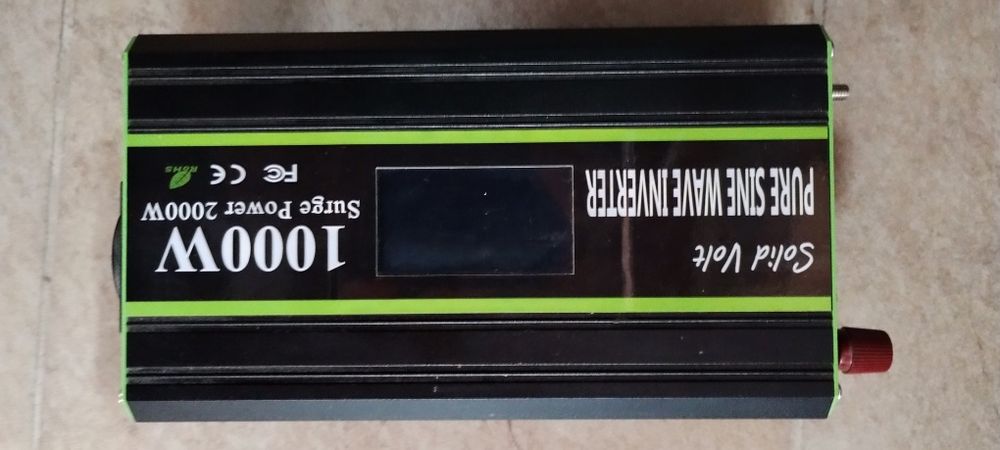 Solid Volt
PURE SINE WAVE INVERTER
1000W
Surge Power 2000W
FC CE RoHS